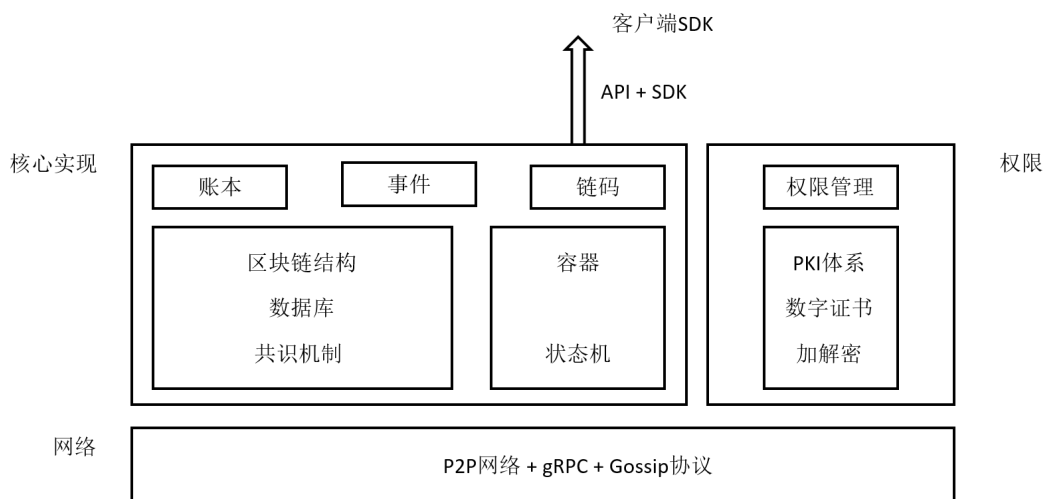 客户端SDK
API + SDK
核心实现
权限
账本
事件
链码
权限管理
区块链结构
数据库
共识机制
容器
状态机
PKI体系
数字证书
加解密
网络
P2P网络 + gRPC + Gossip协议